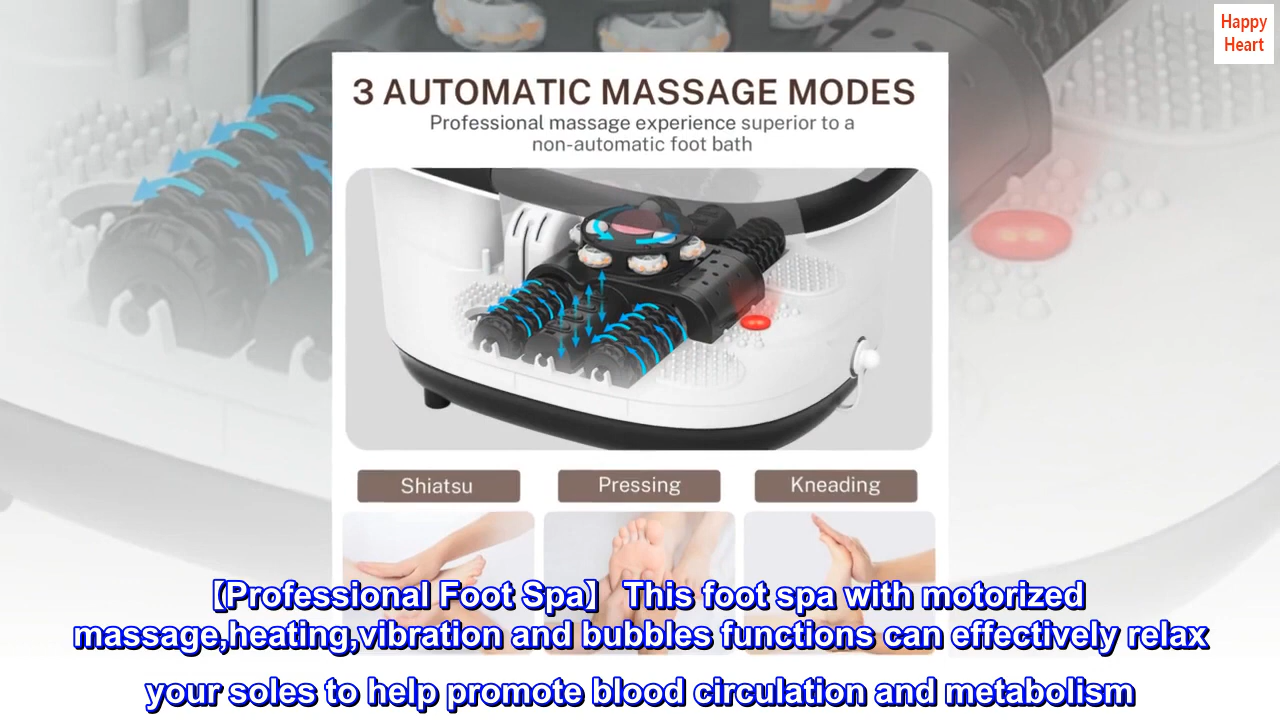 Happy
Heart
3 AUTOMATIC MASSAGE MODES
Professional massage experience superior to a
non-automatic foot bath
Shiatsu
Pressing
Kneading
【Professional Foot Spa】 This foot spa with motorized
massage,heating,vibration and bubbles functions can effectively relax
your soles to help promote blood circulation and metabolism